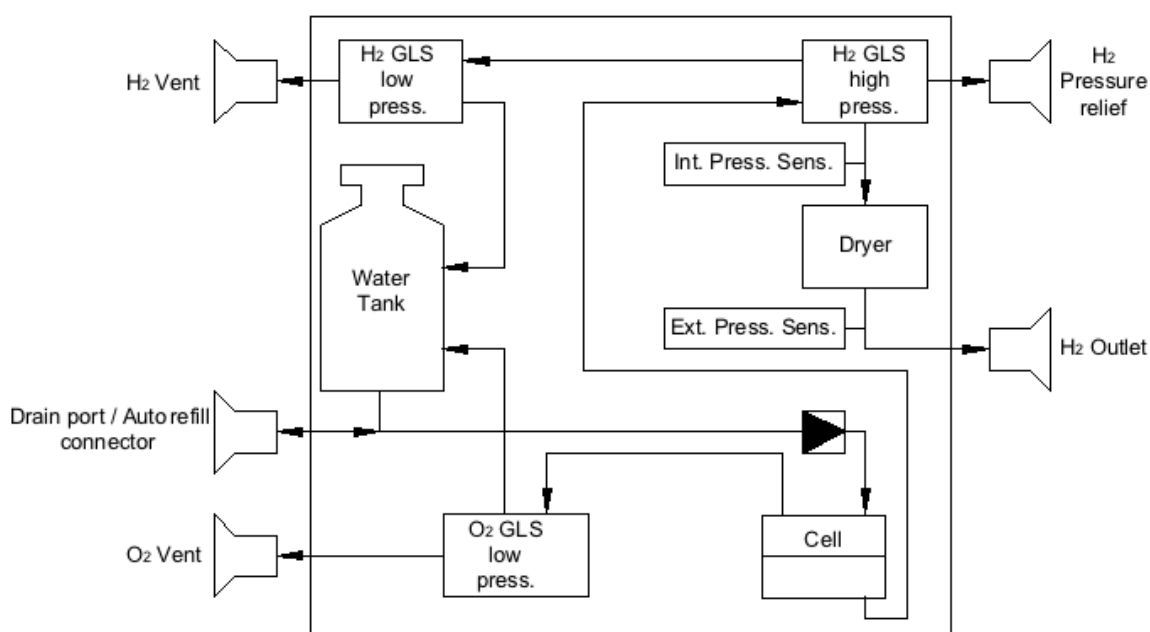 H2 Vent
H2 GLS
low
press.
H2 GLS
high
press.
H2
Pressure
relief
Int. Press. Sens.
Dryer
Water
Tank
Ext. Press. Sens.
H2 Outlet
Drain port / Auto refill
connector
O2 Vent
O2 GLS
low
press.
Cell